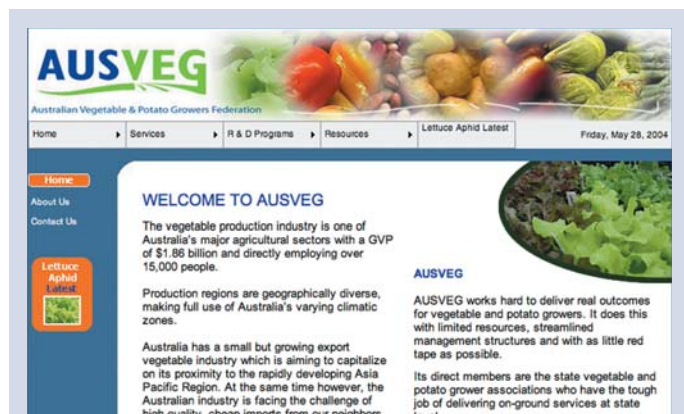 AUSVEG
Australian Vegetable & Potato Growers Federation
Home
Services
R & D Programs
Resources
Lettuce Aphid Latest
Friday, May 28, 2004
Home
About Us
Contact Us
Lettuce
Aphid
Latest
WELCOME TO AUSVEG
The vegetable production industry is one of
Australia's major agricultural sectors with a GVP
of $1.86 billion and directly employing over
15,000 people.
Production regions are geographically diverse,
making full use of Australia's varying climatic
zones.
Australia has a small but growing export
vegetable industry which is aiming to capitalize
on its proximity to the rapidly developing Asia
Pacific Region. At the same time however, the
Australian industry is facing the challenge of
high quality, cheap imports from our neighbors
AUSVEG
AUSVEG works hard to deliver real outcomes
for vegetable and potato growers. It does this
with limited resources, streamlined
management structures and with as little red
tape as possible.
Its direct members are the state vegetable and
potato grower associations who have the tough
job of delivering on-ground services at state